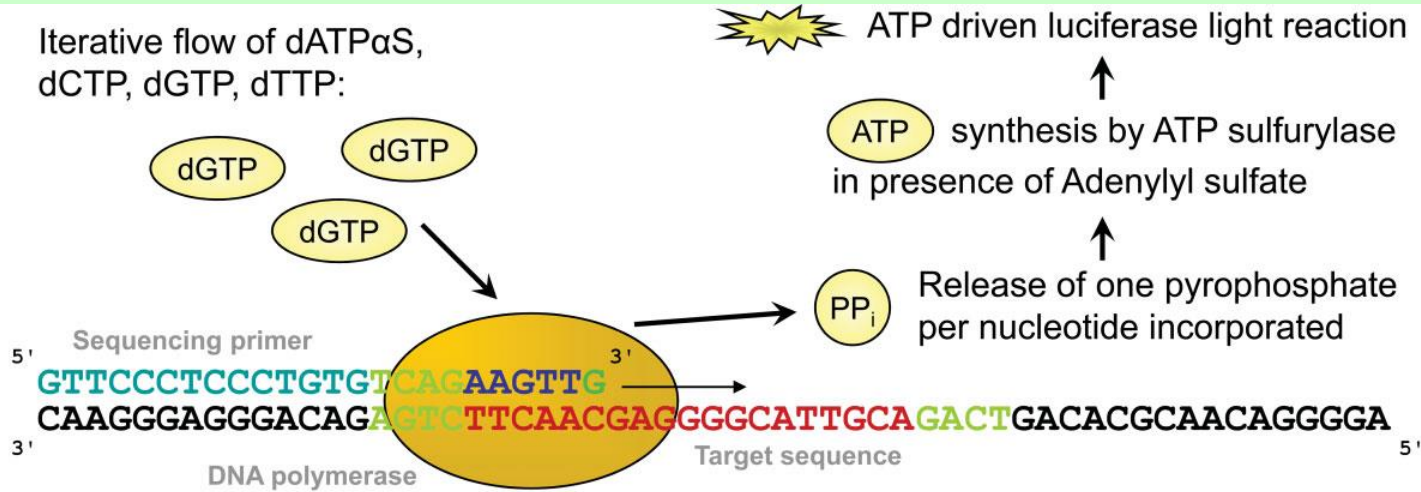 Iterative flow of dATPαS,
dCTP, dGTP, dTTP:
dGTP
dGTP
dGTP
ATP driven luciferase light reaction
ATP synthesis by ATP sulfurylase
in presence of Adenylyl sulfate
PPi Release of one pyrophosphate
per nucleotide incorporated
Sequencing primer
5' 3'
GTTCCCTCCCTGTGTCAGAAGTTG
CAAGGGAGGGACAGAGTCTTCAACGAGGGGCATTGCAGACTGACACGCAACAGGGGA
3' 5'
Target sequence
DNA polymerase